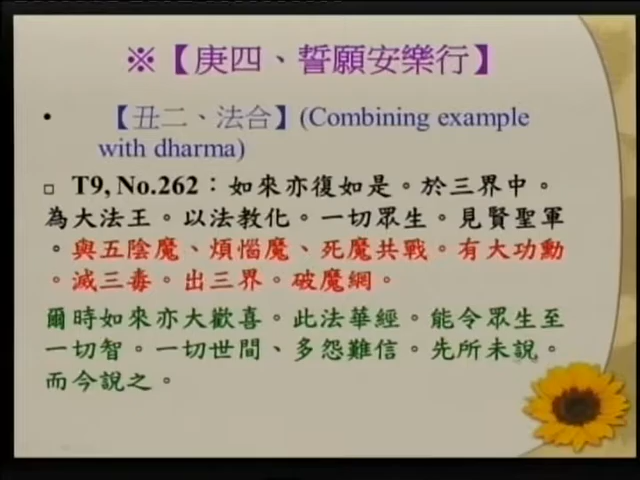 ※【庚四、誓願安樂行】
• 【丑二、法合】(Combining example
with dharma)
□ T9, No.262：如來亦復如是。於三界中。
為大法王。以法教化。一切眾生。見賢聖軍
。與五陰魔、煩惱魔、死魔共戰。有大功勳
。滅三毒。出三界。破魔網。
爾時如來亦大歡喜。此法華經。能令眾生至
一切智。一切世間、多怨難信。先所未說。
而今說之。